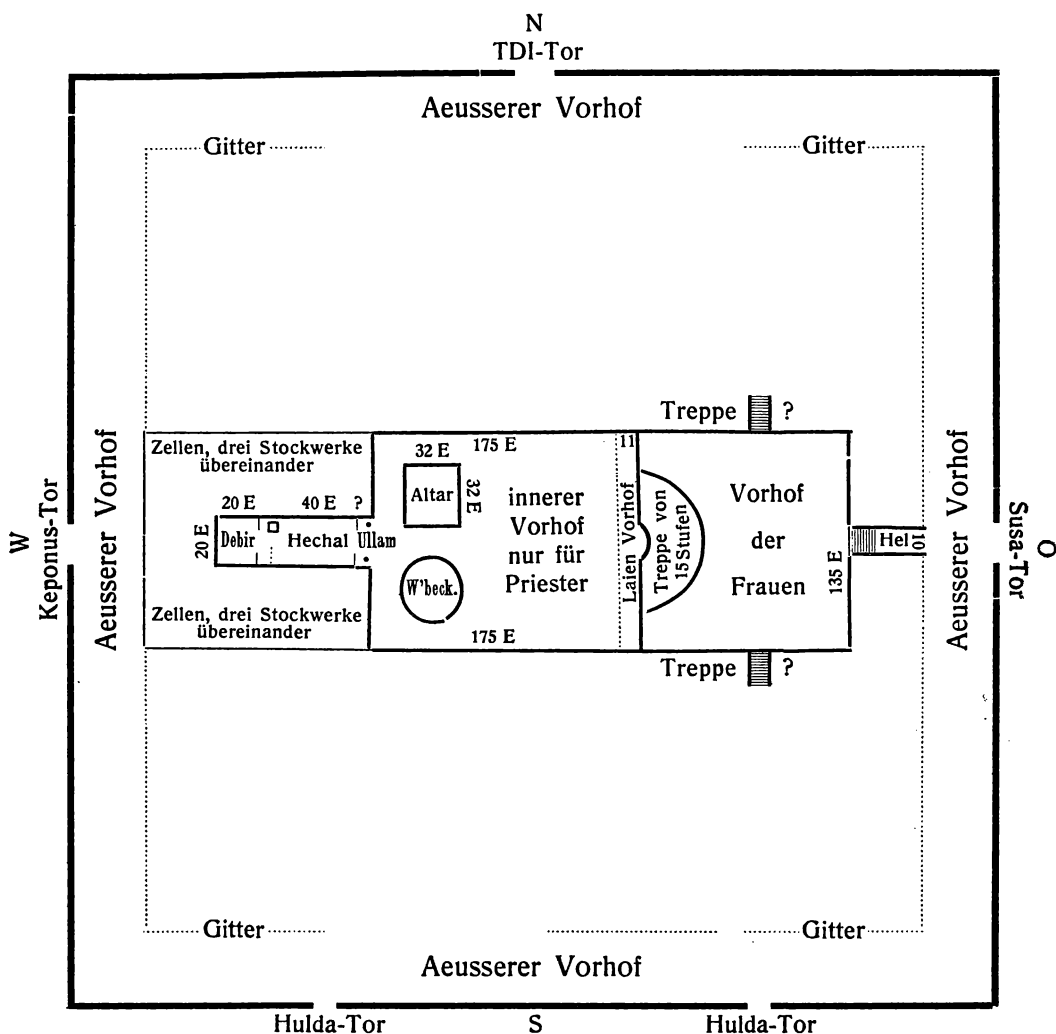 N
TDI-Tor
Aeusserer Vorhof
Gitter
Gitter
Treppe ?
Zellen, drei Stockwerke
übereinander
32 E
175 E
11
Altar
32 E
20 E
40 E
?
20 E
Debir
Hechal
Ullam
innerer
Vorhof
nur für
Priester
Laien Vorhof
Treppe von
15 Stufen
Vorhof
der
Frauen
135 E
Hel
10
W'beck.
Zellen, drei Stockwerke
übereinander
175 E
Treppe ?
W
Keponus-Tor
Aeusserer Vorhof
Aeusserer Vorhof
Susa-Tor
O
Gitter
Gitter
Aeusserer Vorhof
Hulda-Tor
S
Hulda-Tor